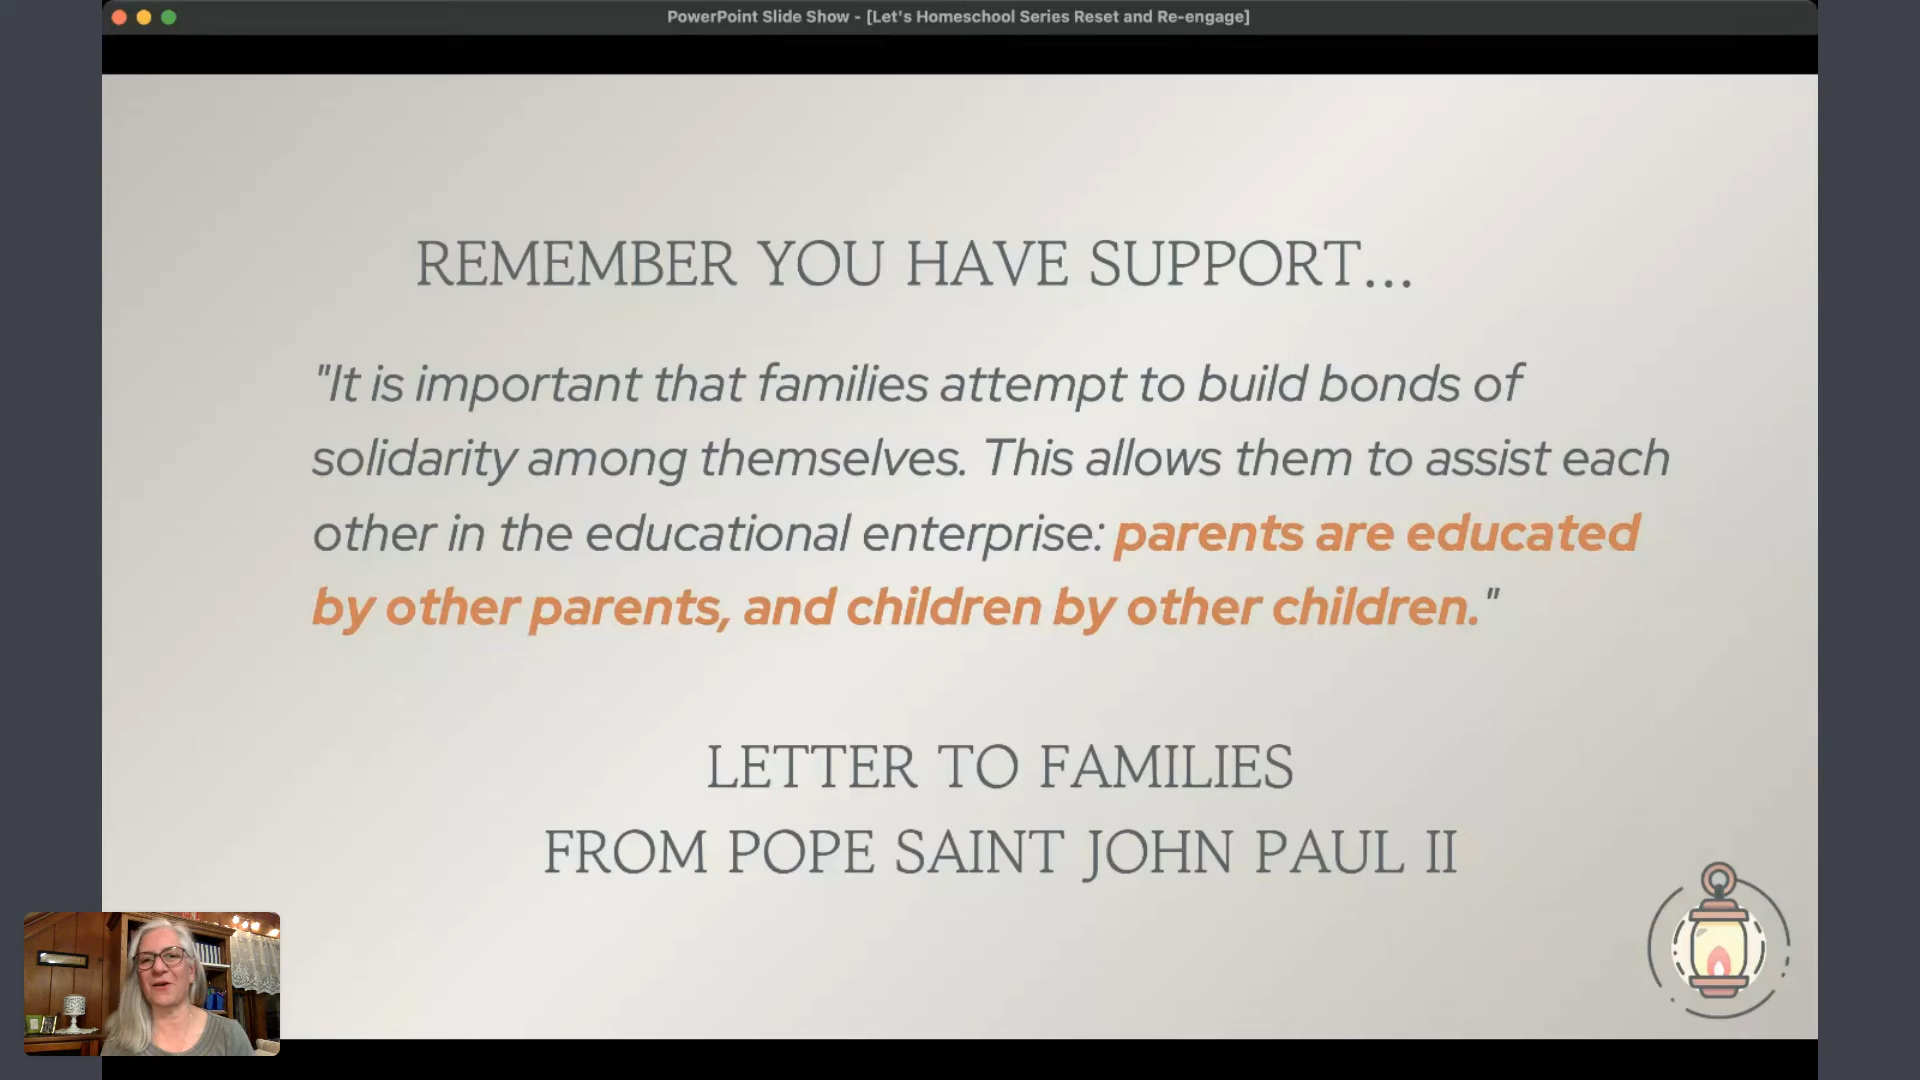 PowerPoint Slide Show - [Let's Homeschool Series Reset and Re-engage]
REMEMBER YOU HAVE SUPPORT...
"It is important that families attempt to build bonds of
solidarity among themselves. This allows them to assist each
other in the educational enterprise: parents are educated
by other parents, and children by other children."
LETTER TO FAMILIES
FROM POPE SAINT JOHN PAUL II